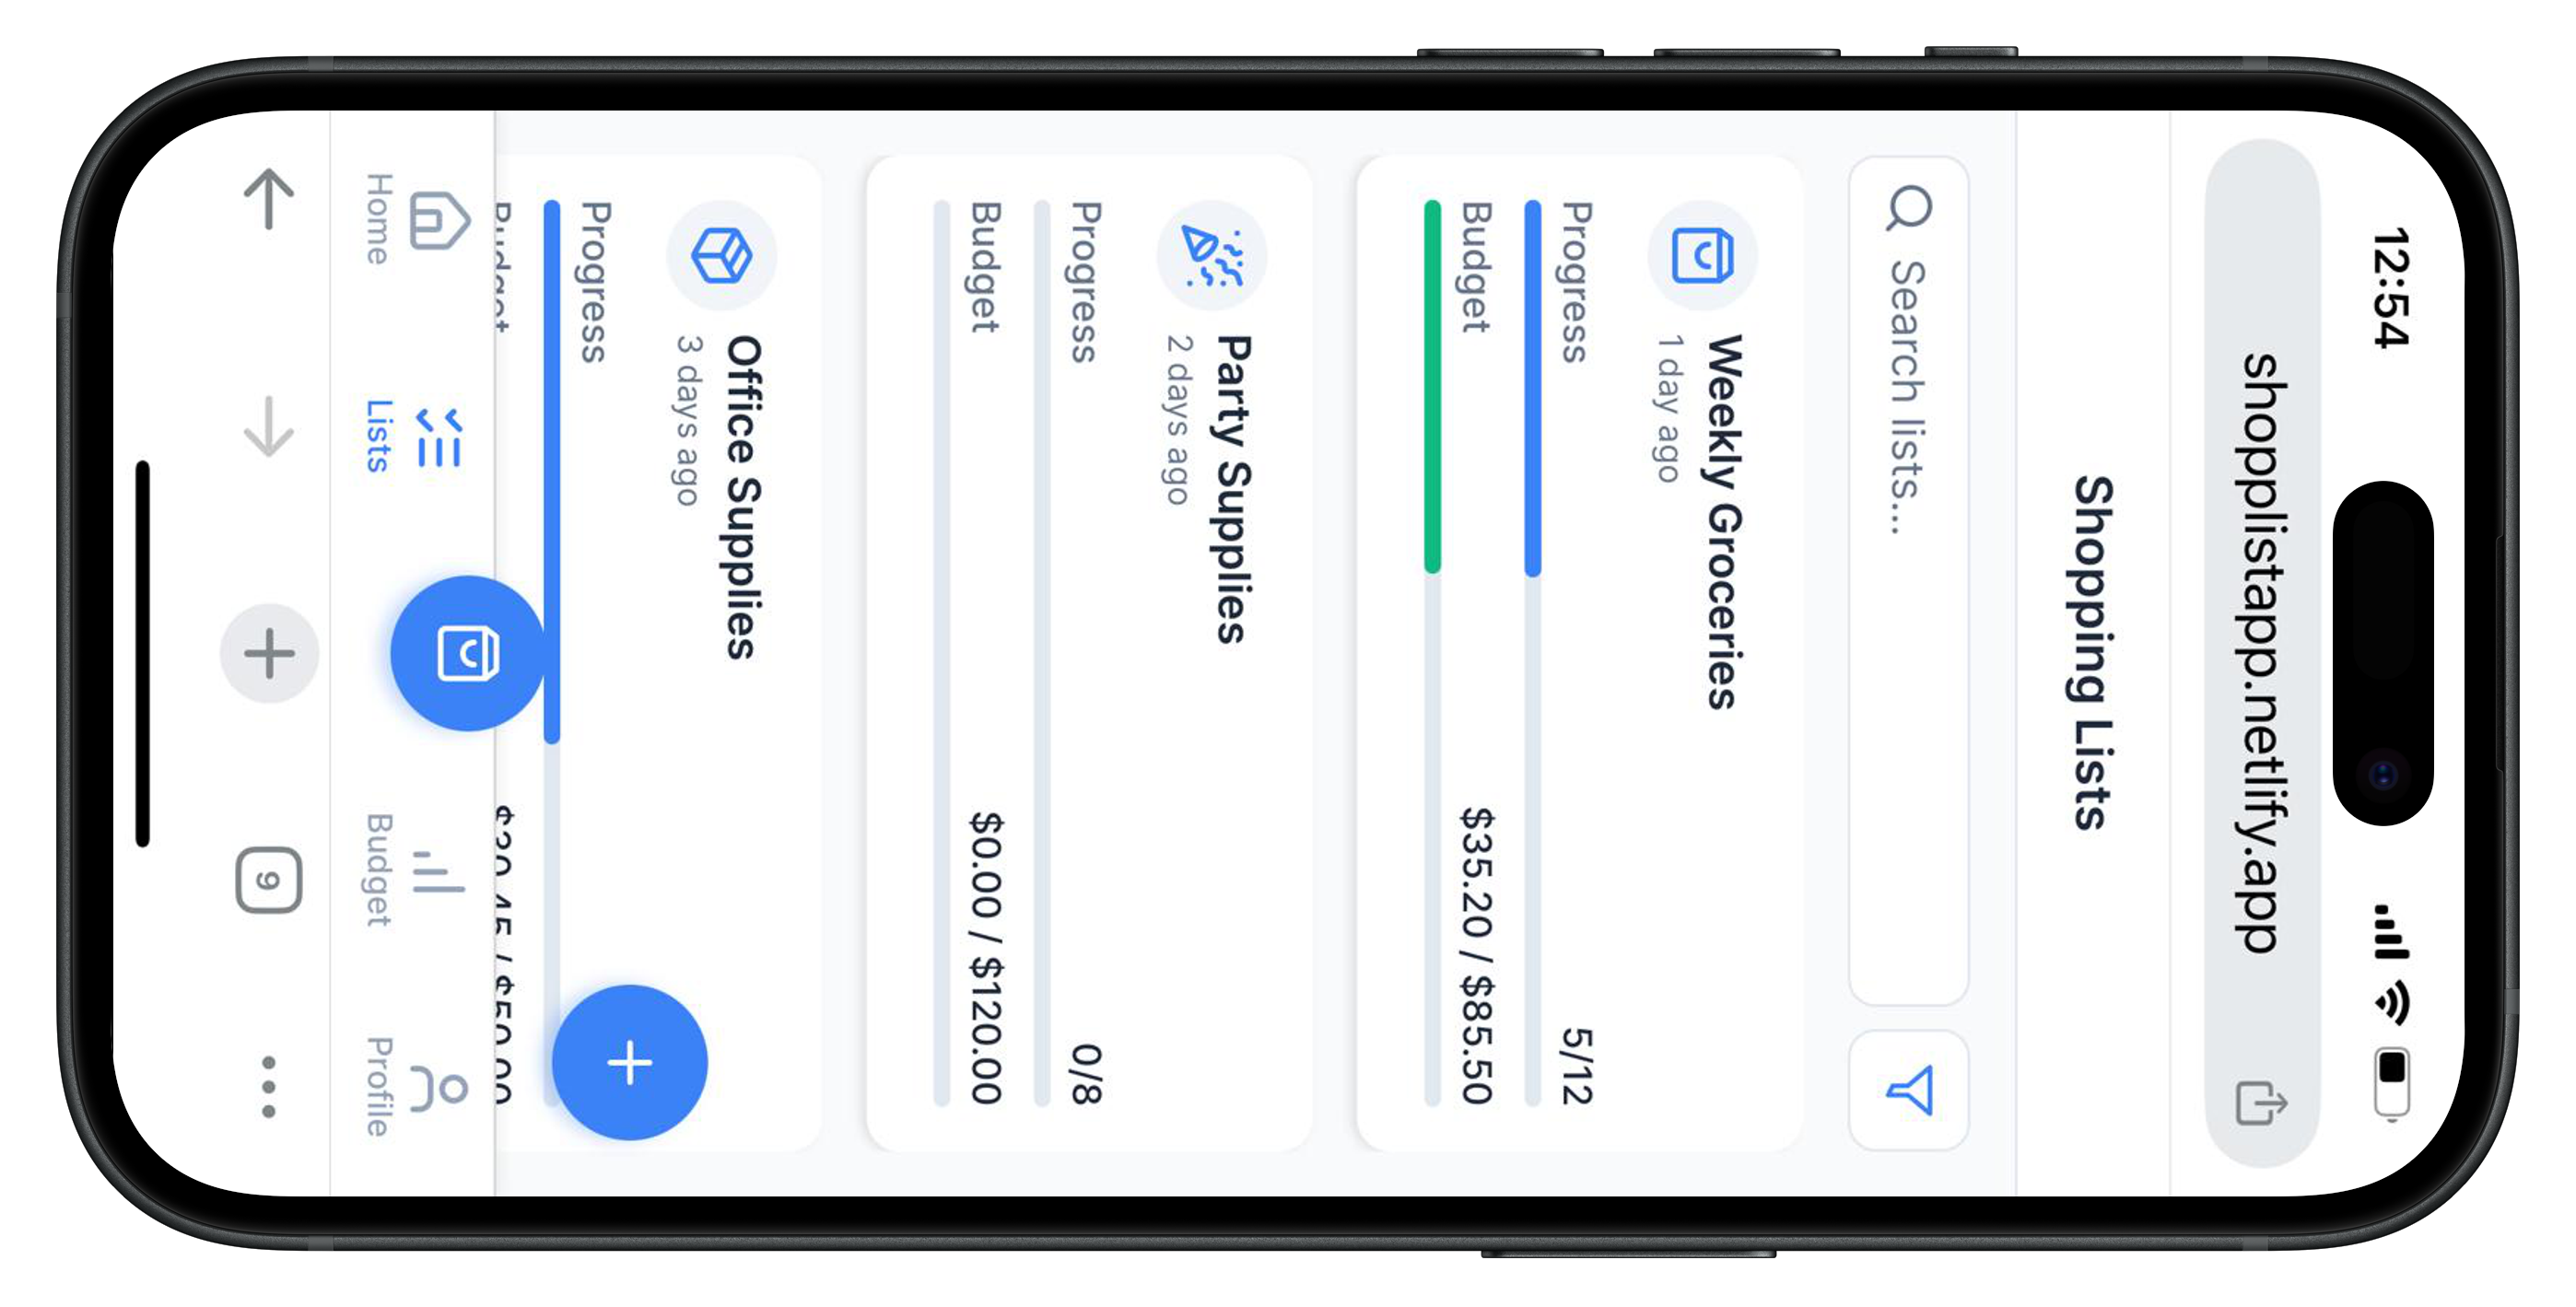 12:54
shopplistapp.netlify.app
Shopping Lists
Search lists...
Weekly Groceries
1 day ago
Progress 5/12
Budget $35.20 / $85.50
Party Supplies
2 days ago
Progress 0/8
Budget $0.00 / $120.00
Office Supplies
3 days ago
Progress
Budget / $50.00
Home Lists Budget Profile
9